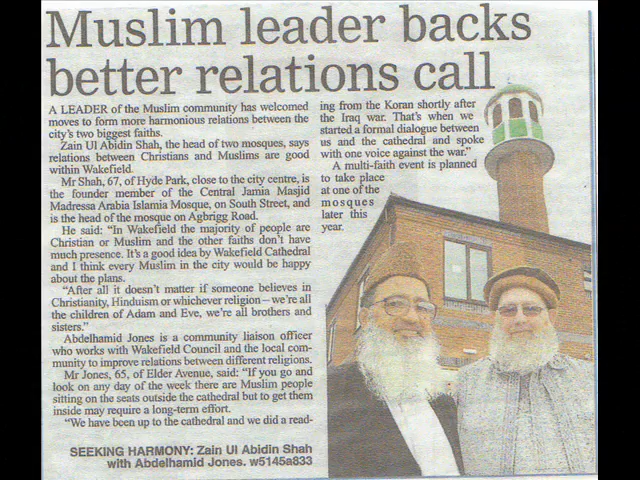 Muslim leader backs
better relations call
A LEADER of the Muslim community has welcomed
moves to form more harmonious relations between the
city's two biggest faiths.
Zain Ul Abidin Shah, the head of two mosques, says
relations between Christians and Muslims are good
within Wakefield.
Mr Shah, 67, of Hyde Park, close to the city centre, is
the founder member of the Central Jamia Masjid
Madressa Arabia Islamia Mosque, on South Street, and
is the head of the mosque on Agbrigg Road.
He said: "In Wakefield the majority of people are
Christian or Muslim and the other faiths don't have
much presence. It's a good idea by Wakefield Cathedral
and I think every Muslim in the city would be happy
about the plans.
"After all it doesn't matter if someone believes in
Christianity, Hinduism or whichever religion – we're all
the children of Adam and Eve, we're all brothers and
sisters."
Abdelhamid Jones is a community liaison officer
who works with Wakefield Council and the local com-
munity to improve relations between different religions.
Mr Jones, 65, of Elder Avenue, said: "If you go and
look on any day of the week there are Muslim people
sitting on the seats outside the cathedral but to get them
inside may require a long-term effort.
"We have been up to the cathedral and we did a read-
ing from the Koran shortly after
the Iraq war. That's when we
started a formal dialogue between
us and the cathedral and spoke
with one voice against the war."
A multi-faith event is planned
to take place
at one of the
mosques
later this
year.
SEEKING HARMONY: Zain Ul Abidin Shah
with Abdelhamid Jones. w5145a833